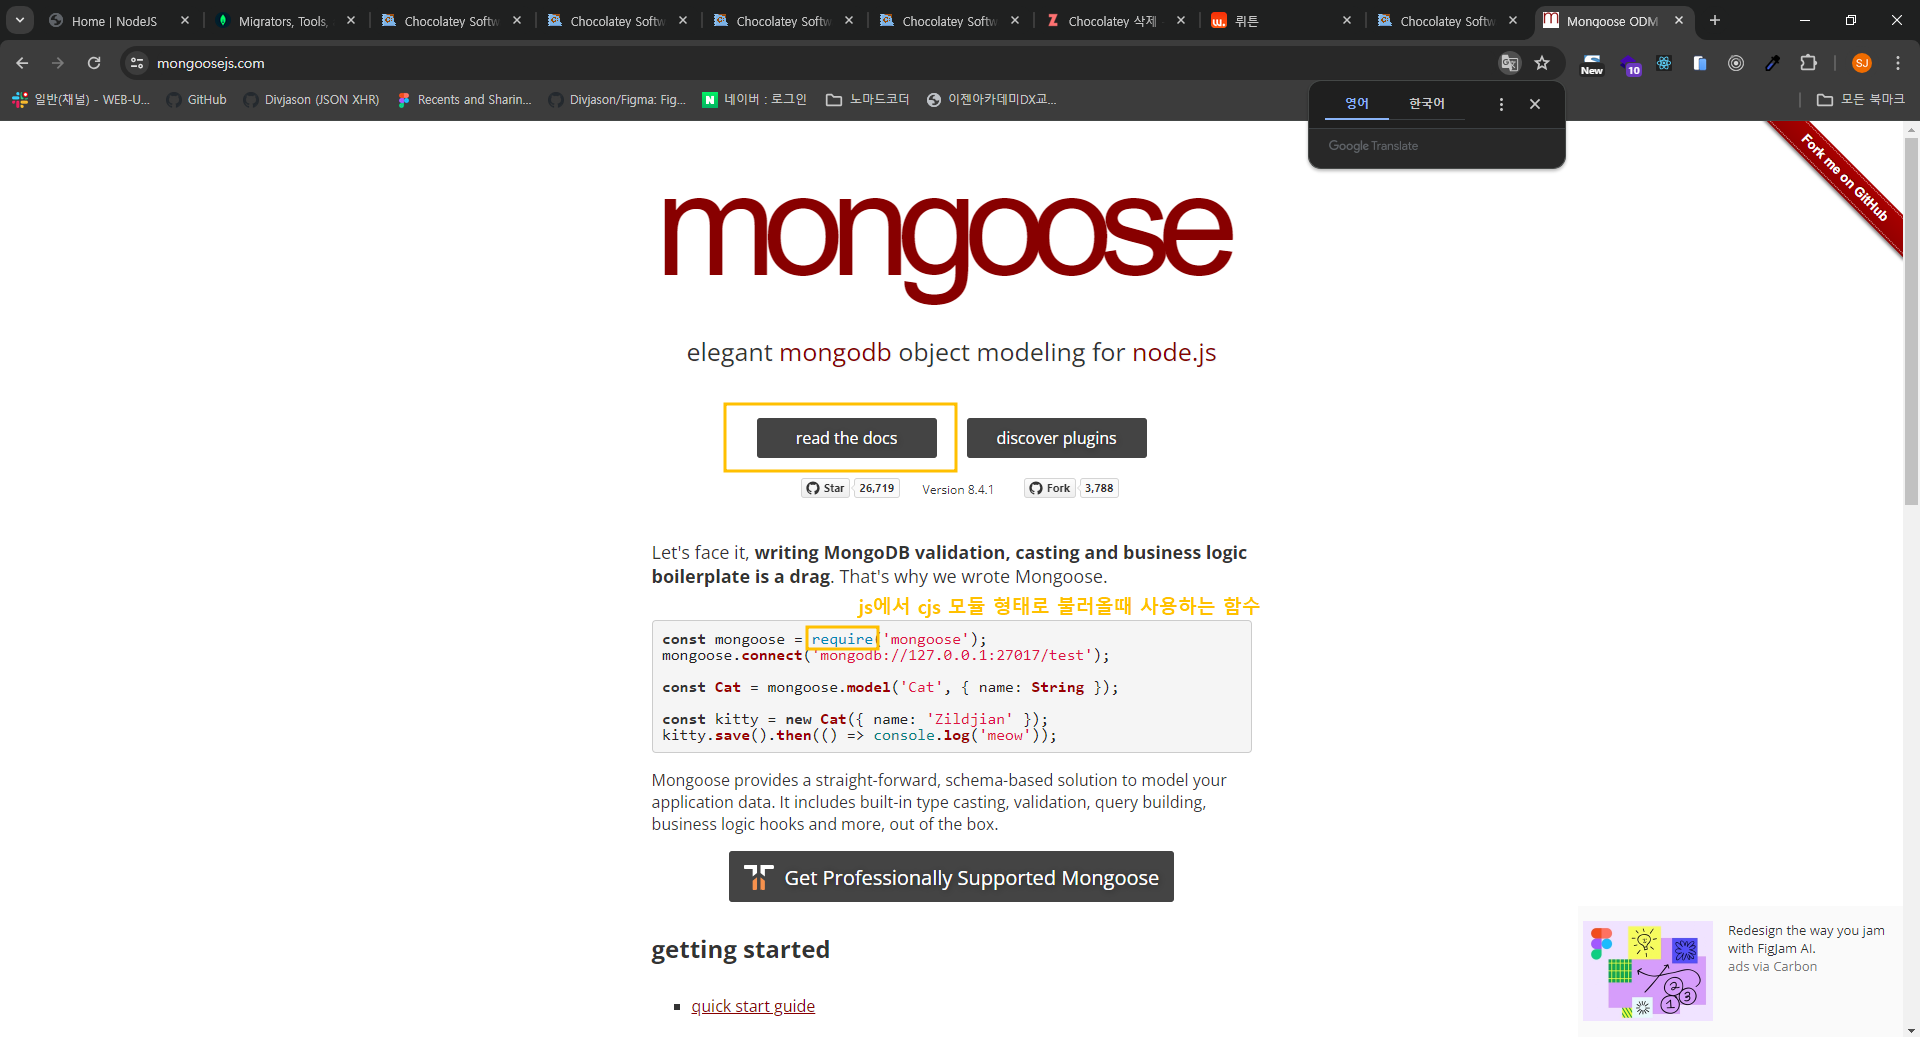 Home | NodeJS
Migrators, Tools,
Chocolatey Softw
Chocolatey Softw
Chocolatey Softw
Chocolatey Softw
Chocolatey 삭제
뤼튼
Chocolatey Softw
Mongoose ODM
mongoosejs.com
New
10
SJ
일반(채널) - WEB-U...
GitHub
Divjason (JSON XHR)
Recents and Sharin...
Divjason/Figma: Fig...
네이버 : 로그인
노마드코더
이젠아카데미DX교...
모든 북마크
영어
한국어
Google Translate
Fork me on GitHub
mongoose
elegant mongodb object modeling for node.js
read the docs
discover plugins
Star
26,719
Version 8.4.1
Fork
3,788
Let's face it, writing MongoDB validation, casting and business logic
boilerplate is a drag. That's why we wrote Mongoose.
js에서 cjs 모듈 형태로 불러올때 사용하는 함수
const mongoose = require('mongoose');
mongoose.connect('mongodb://127.0.0.1:27017/test');
const Cat = mongoose.model('Cat', { name: String });
const kitty = new Cat({ name: 'Zildjian' });
kitty.save().then(() => console.log('meow'));
Mongoose provides a straight-forward, schema-based solution to model your
application data. It includes built-in type casting, validation, query building,
business logic hooks and more, out of the box.
Get Professionally Supported Mongoose
getting started
quick start guide
Redesign the way you jam
with FigJam AI.
ads via Carbon
2
1
3